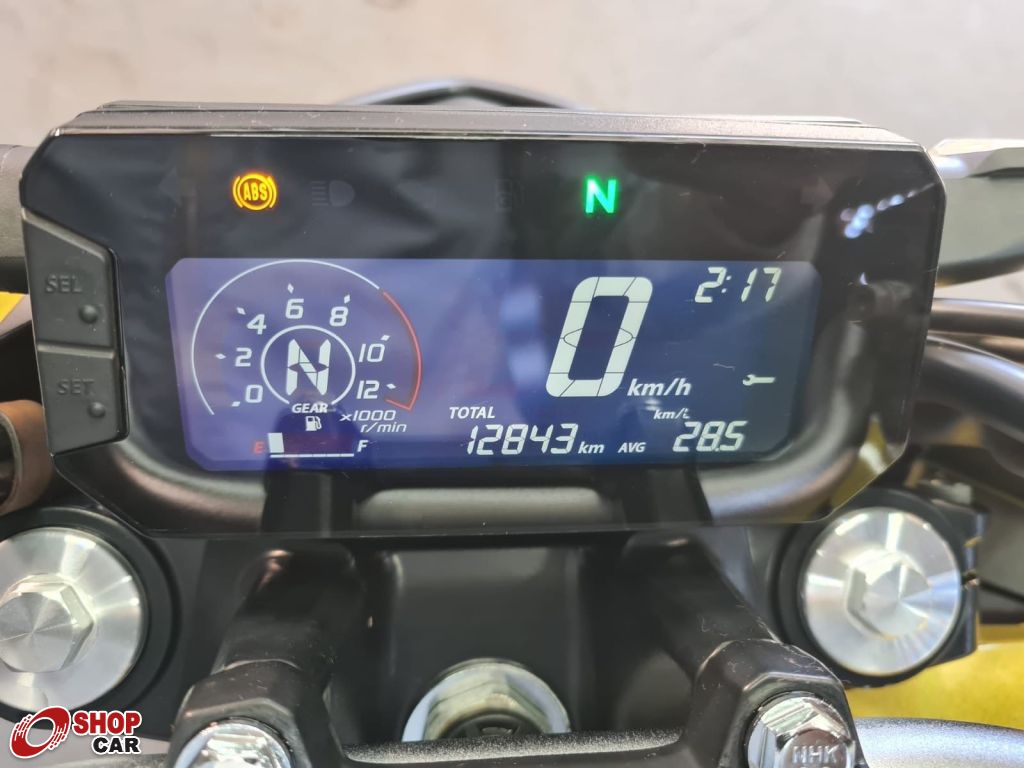 ABS
N
SEL
SET
0
2
4
6
8
10
12
N
GEAR
x1000
r/min
E
F
0
km/h
2:17
TOTAL
12843 km
AVG
km/L
28.5
NHK
SHOP
CAR